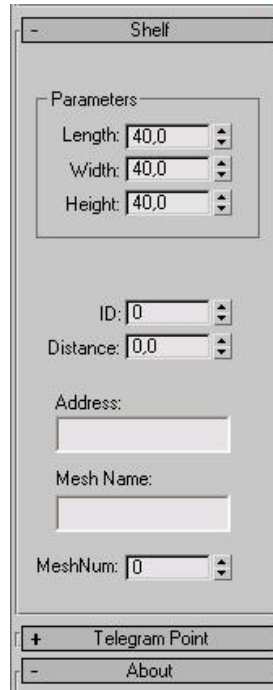 - Shelf
Parameters
Length: 40,0
Width: 40,0
Height: 40,0
ID: 0
Distance: 0,0
Address:
Mesh Name:
MeshNum: 0
+ Telegram Point
- About